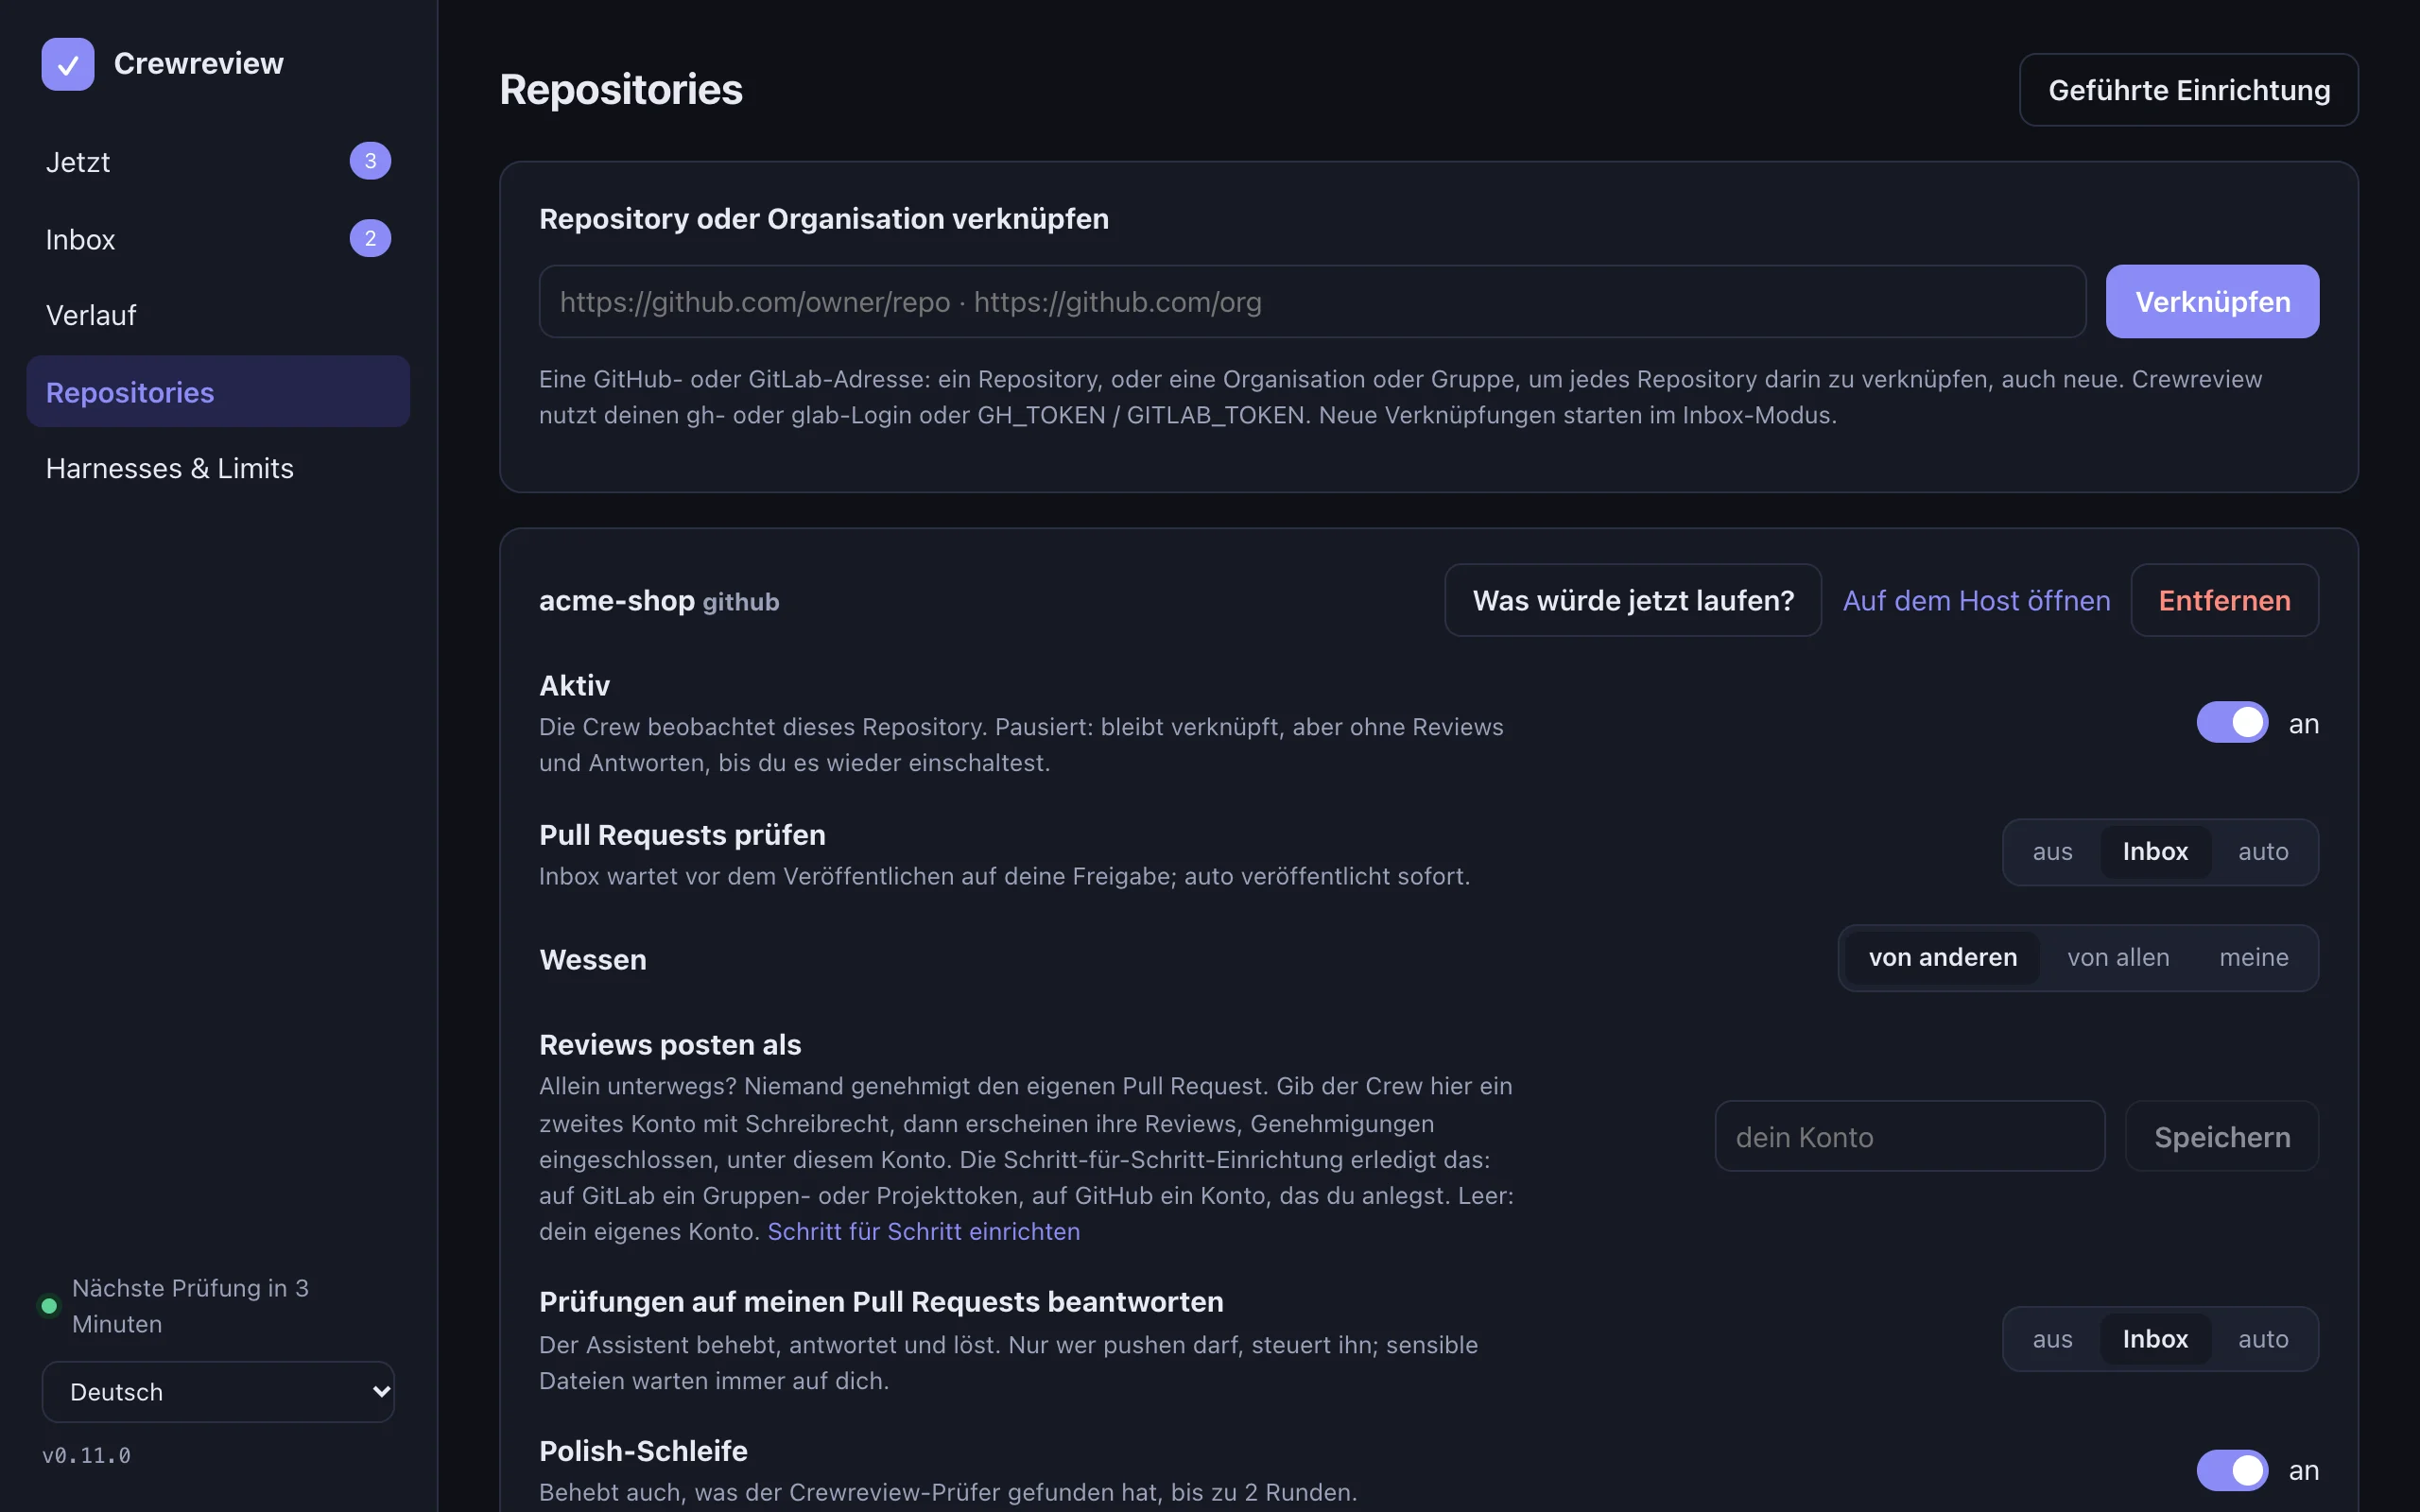 Crewreview
Jetzt 3
Inbox 2
Verlauf
Repositories
Harnesses & Limits
Nächste Prüfung in 3
Minuten
Deutsch
v0.11.0
Repositories
Geführte Einrichtung
Repository oder Organisation verknüpfen
https://github.com/owner/repo · https://github.com/org
Verknüpfen
Eine GitHub- oder GitLab-Adresse: ein Repository, oder eine Organisation oder Gruppe, um jedes Repository darin zu verknüpfen, auch neue. Crewreview
nutzt deinen gh- oder glab-Login oder GH_TOKEN / GITLAB_TOKEN. Neue Verknüpfungen starten im Inbox-Modus.
acme-shop github
Was würde jetzt laufen?
Auf dem Host öffnen
Entfernen
Aktiv
Die Crew beobachtet dieses Repository. Pausiert: bleibt verknüpft, aber ohne Reviews
und Antworten, bis du es wieder einschaltest.
an
Pull Requests prüfen
Inbox wartet vor dem Veröffentlichen auf deine Freigabe; auto veröffentlicht sofort.
aus Inbox auto
Wessen
von anderen von allen meine
Reviews posten als
Allein unterwegs? Niemand genehmigt den eigenen Pull Request. Gib der Crew hier ein
zweites Konto mit Schreibrecht, dann erscheinen ihre Reviews, Genehmigungen
eingeschlossen, unter diesem Konto. Die Schritt-für-Schritt-Einrichtung erledigt das:
auf GitLab ein Gruppen- oder Projekttoken, auf GitHub ein Konto, das du anlegst. Leer:
dein eigenes Konto. Schritt für Schritt einrichten
dein Konto
Speichern
Prüfungen auf meinen Pull Requests beantworten
Der Assistent behebt, antwortet und löst. Nur wer pushen darf, steuert ihn; sensible
Dateien warten immer auf dich.
aus Inbox auto
Polish-Schleife
Behebt auch, was der Crewreview-Prüfer gefunden hat, bis zu 2 Runden.
an